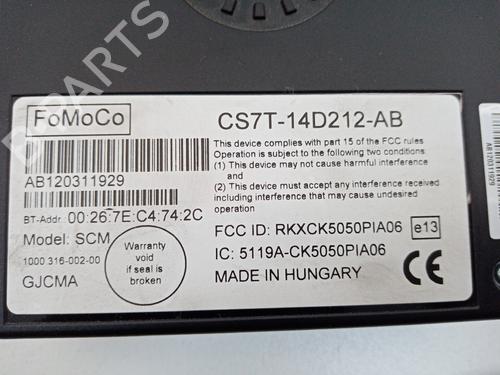 FoMoCo
CS7T-14D212-AB
This device complies with part 15 of the FCC rules
Operation is subject to the following two conditions:
(1) This device may not cause harmful interference
and
(2) This device must accept any interference received
including interference that may cause undesired
operation
AB120311929
BT-Addr: 00:26:7E:C4:74:2C
Model: SCM
1000 316-002-00
GJCMA
Warranty
void
if seal is
broken
FCC ID: RKXCK5050PIA06
e13
IC: 5119A-CK5050PIA06
MADE IN HUNGARY
AB120311929
B PARTS